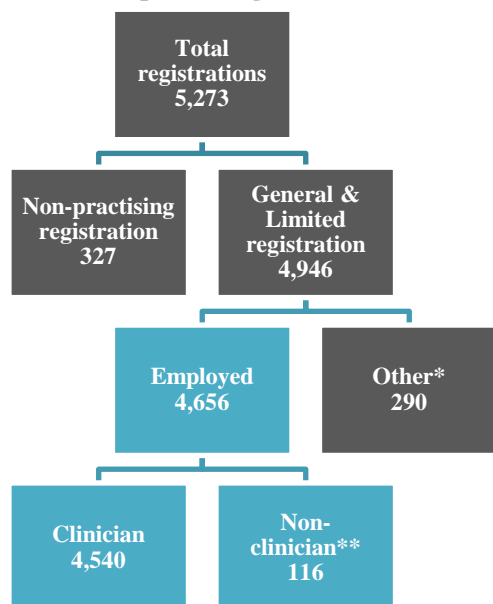 Total
registrations
5,273
Non-practising
registration
327
General &
Limited
registration
4,946
Employed
4,656
Other*
290
Clinician
4,540
Non-
clinician**
116